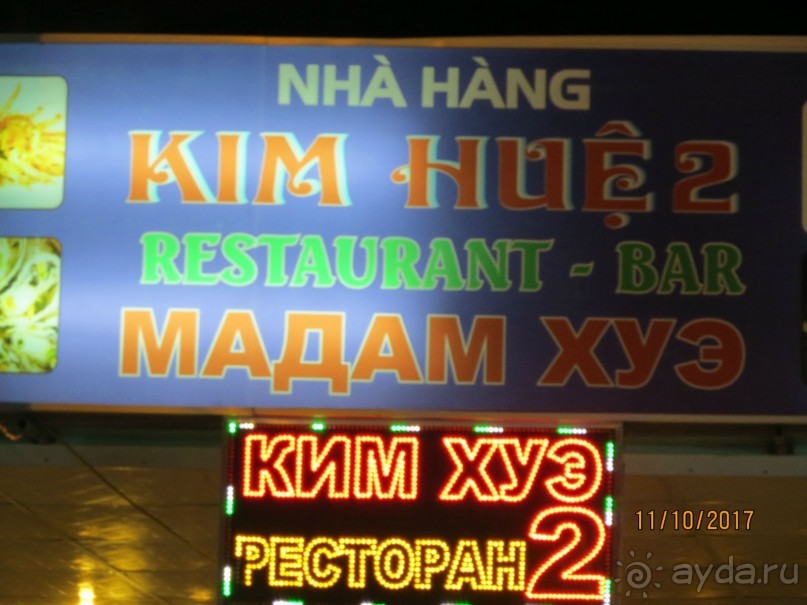 NHÀ HÀNG
KIM HUỆ 2
RESTAURANT - BAR
МАДАМ ХУЭ
КИМ ХУЭ
РЕСТОРАН 2
11/10/2017
ayda.ru